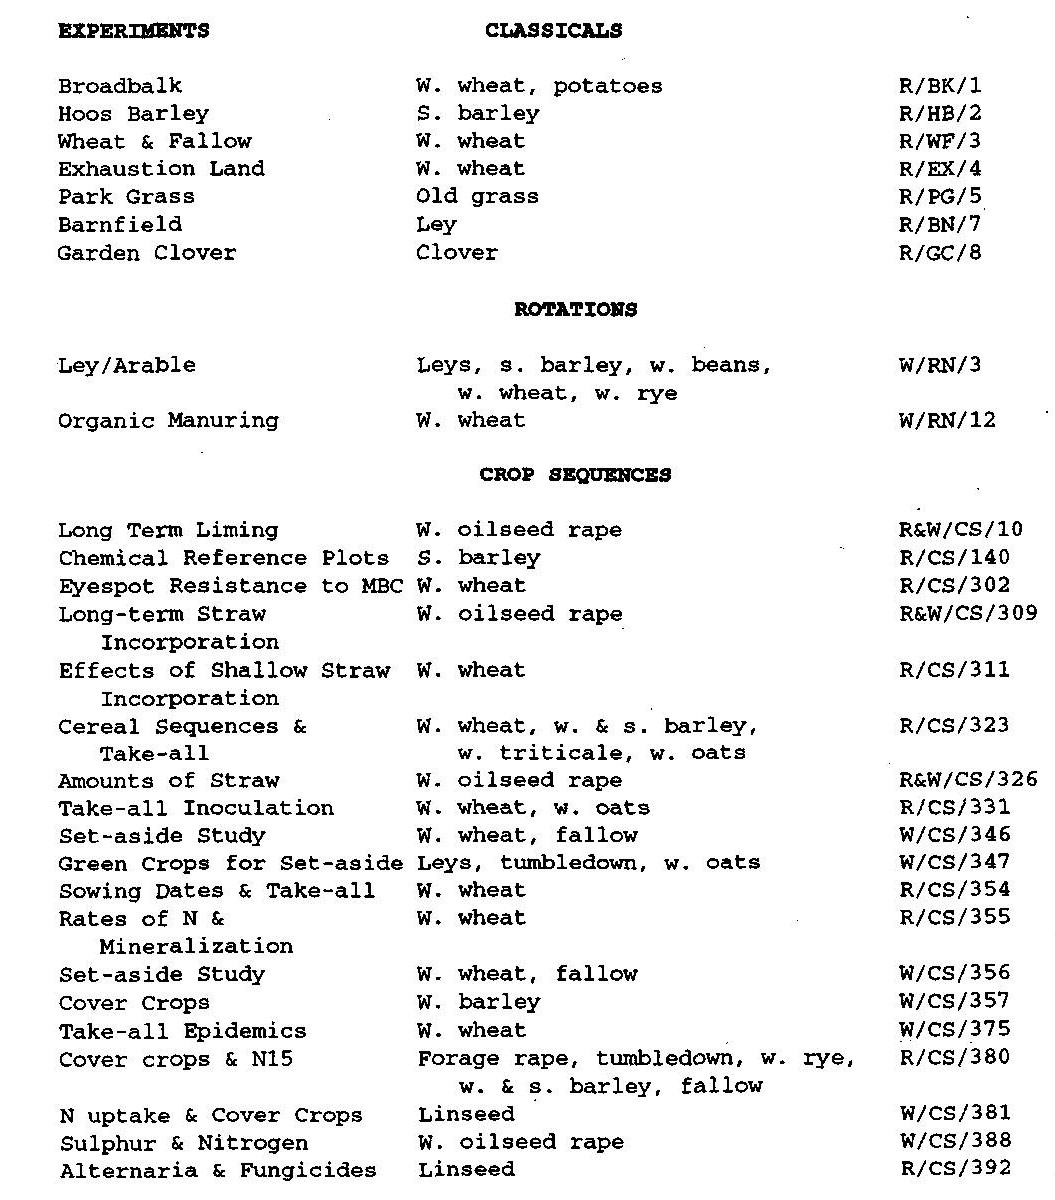 EXPERIMENTS CLASSICALS
Broadbalk W. wheat, potatoes R/BK/1
Hoos Barley S. barley R/HB/2
Wheat & Fallow W. wheat R/WF/3
Exhaustion Land W. wheat R/EX/4
Park Grass Old grass R/PG/5
Barnfield Ley R/BN/7
Garden Clover Clover R/GC/8
ROTATIONS
Ley/Arable Leys, s. barley, w. beans, W/RN/3
w. wheat, w. rye
Organic Manuring W. wheat W/RN/12
CROP SEQUENCES
Long Term Liming W. oilseed rape R&W/CS/10
Chemical Reference Plots S. barley R/CS/140
Eyespot Resistance to MBC W. wheat R/CS/302
Long-term Straw W. oilseed rape R&W/CS/309
Incorporation
Effects of Shallow Straw W. wheat R/CS/311
Incorporation
Cereal Sequences & W. wheat, w. & s. barley, R/CS/323
Take-all w. triticale, w. oats
Amounts of Straw W. oilseed rape R&W/CS/326
Take-all Inoculation W. wheat, w. oats R/CS/331
Set-aside Study W. wheat, fallow W/CS/346
Green Crops for Set-aside Leys, tumbledown, w. oats W/CS/347
Sowing Dates & Take-all W. wheat R/CS/354
Rates of N & W. wheat R/CS/355
Mineralization
Set-aside Study W. wheat, fallow W/CS/356
Cover Crops W. barley W/CS/357
Take-all Epidemics W. wheat W/CS/375
Cover crops & N15 Forage rape, tumbledown, w. rye, R/CS/380
w. & s. barley, fallow
N uptake & Cover Crops Linseed W/CS/381
Sulphur & Nitrogen W. oilseed rape W/CS/388
Alternaria & Fungicides Linseed R/CS/392